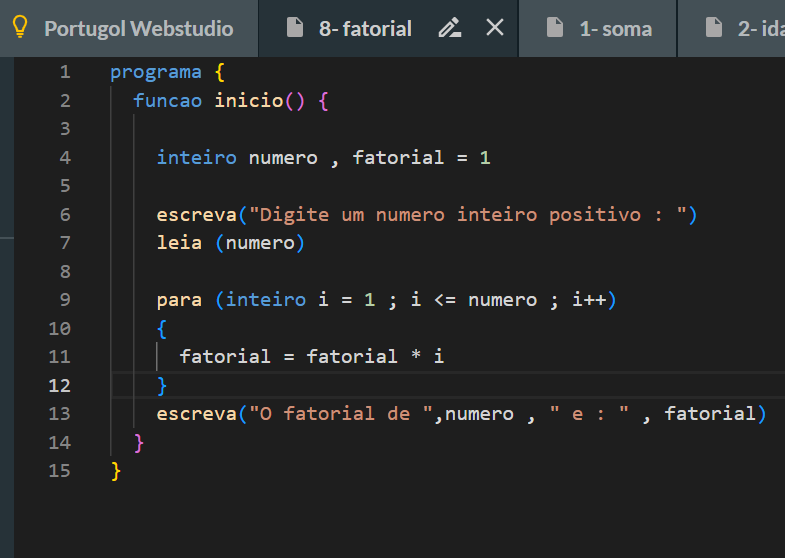 Portugol Webstudio 8- fatorial 1- soma 2- ida
1 programa {
2 funcao inicio() {
3
4 inteiro numero , fatorial = 1
5
6 escreva("Digite um numero inteiro positivo : ")
7 leia (numero)
8
9 para (inteiro i = 1 ; i <= numero ; i++)
10 {
11 fatorial = fatorial * i
12 }
13 escreva("O fatorial de ",numero , " e : " , fatorial)
14 }
15 }